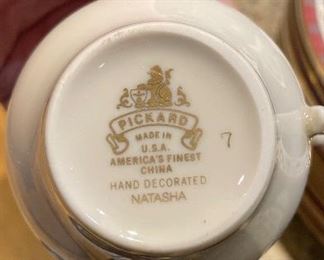 PICKARD
MADE IN
U.S.A.
AMERICA'S FINEST
CHINA
HAND DECORATED
NATASHA
7